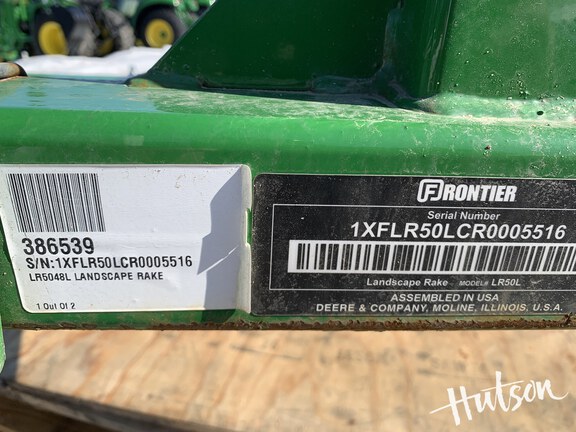 386539
S/N:1XFLR50LCR0005516
LR5048L LANDSCAPE RAKE
1 Out Of 2
FRONTIER
Serial Number
1XFLR50LCR0005516
Landscape Rake MODEL# LR50L
ASSEMBLED IN USA
DEERE & COMPANY, MOLINE, ILLINOIS, U.S.A.
Hutson